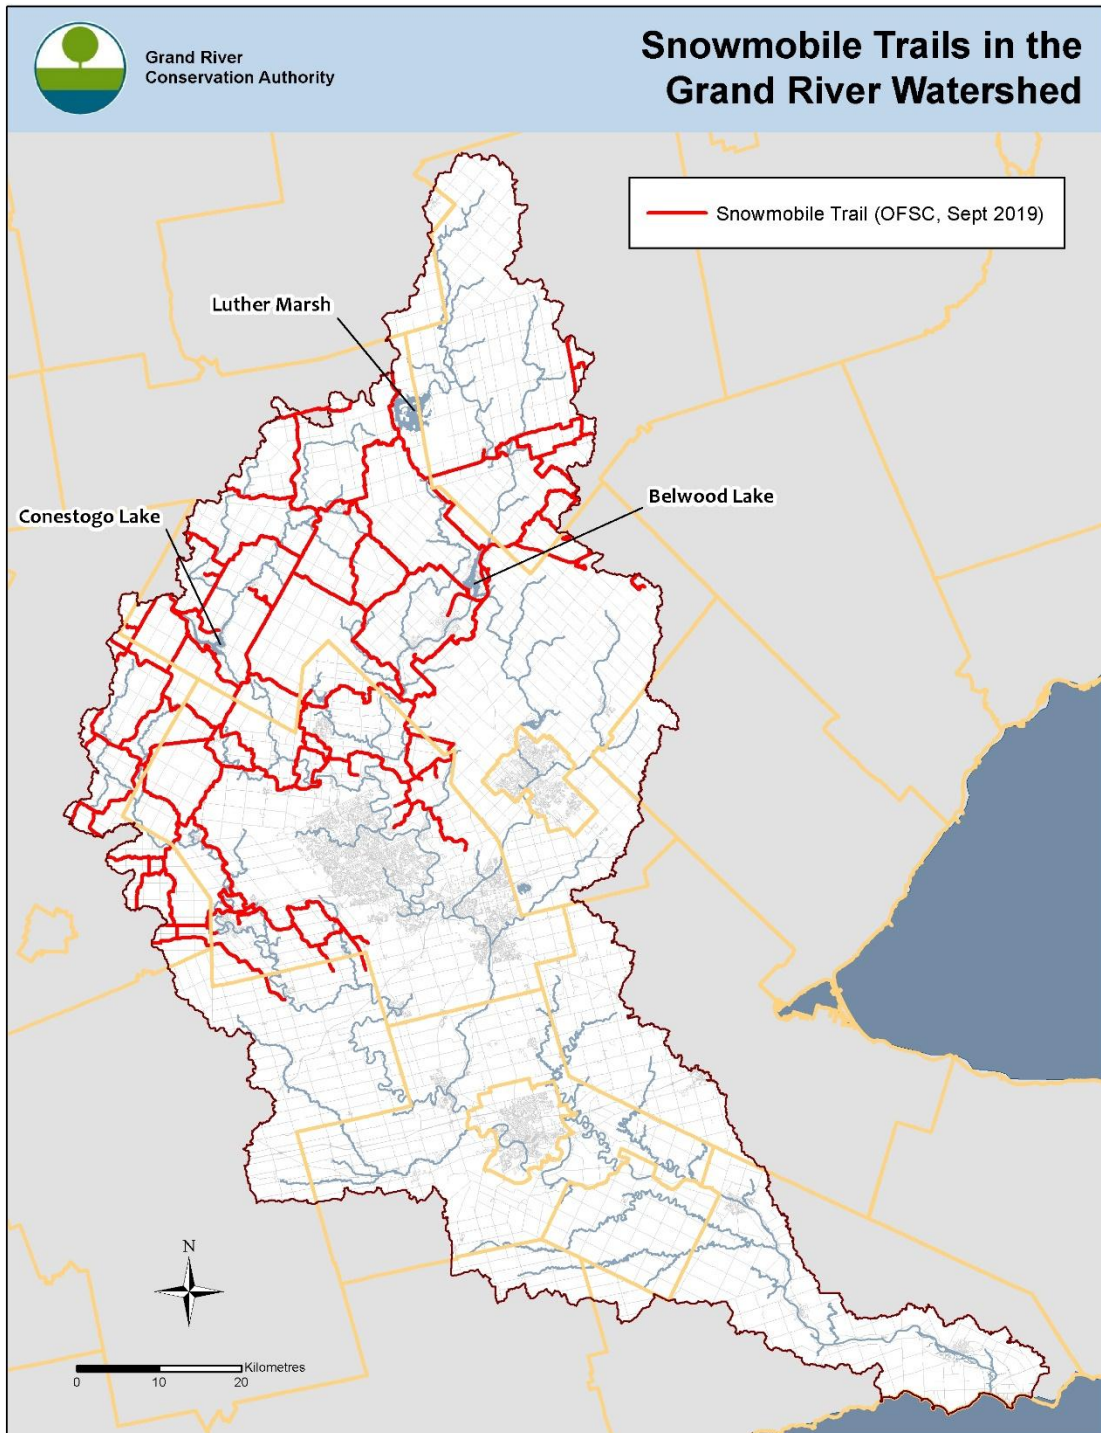 Grand River
Conservation Authority
Snowmobile Trails in the
Grand River Watershed
Snowmobile Trail (OFSC, Sept 2019)
Luther Marsh
Belwood Lake
Conestogo Lake
N
Kilometres
0 10 20